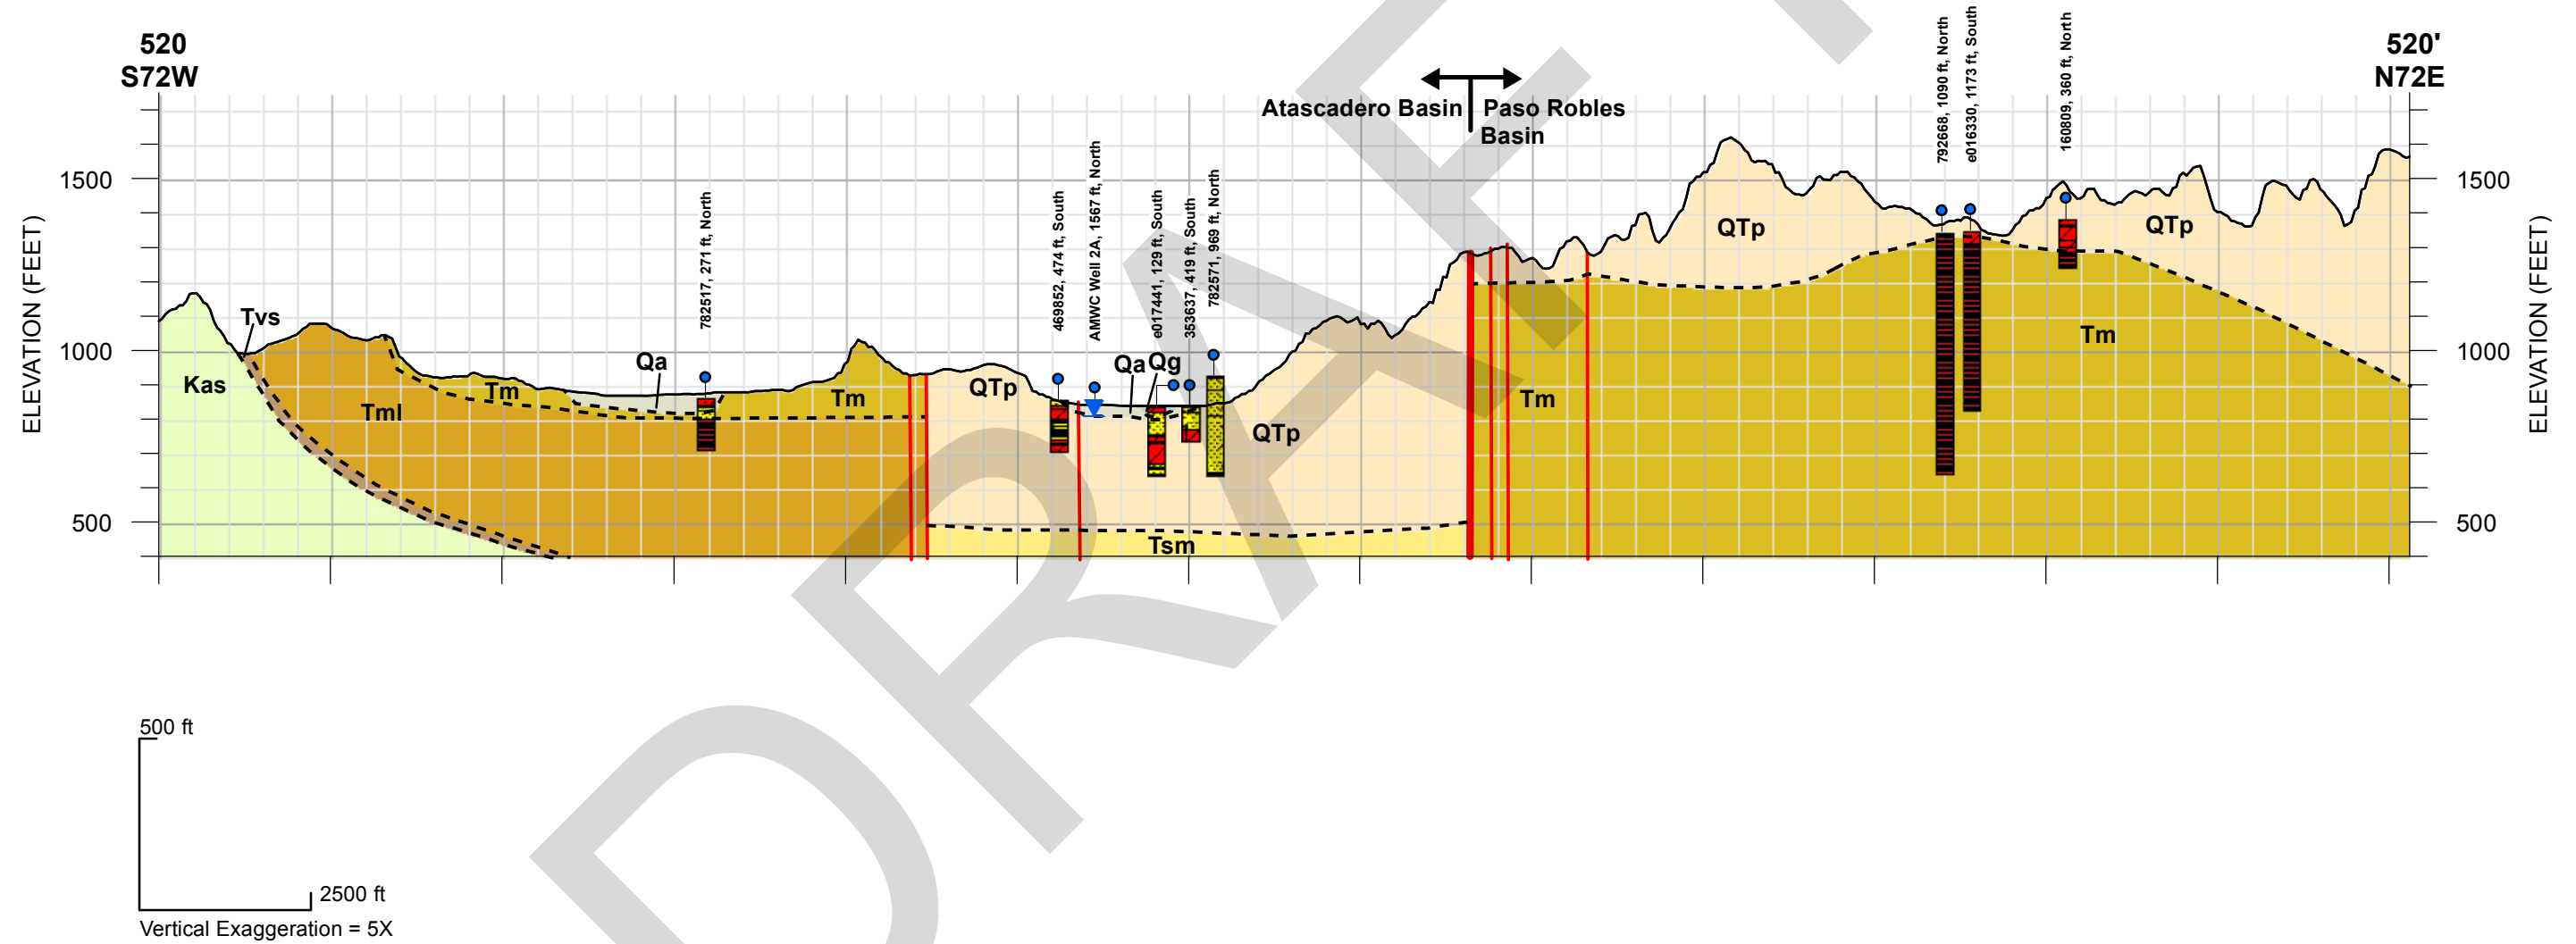 520
S72W
520'
N72E
Atascadero Basin
Paso Robles
Basin
782517, 271 ft, North
469852, 474 ft, South
AMWC Well 2A, 1567 ft, North
e017441, 129 ft, South
353637, 419 ft, South
782571, 969 ft, North
792668, 1090 ft, North
e016330, 1173 ft, South
160809, 360 ft, North
ELEVATION (FEET)
1500
1000
500
Kas
Tvs
Tml
Tm
Qa
Tm
QTp
Qa
Qg
QTp
Tsm
Tm
QTp
QTp
Tm
1500
1000
500
ELEVATION (FEET)
500 ft
2500 ft
Vertical Exaggeration = 5X
DRAFT